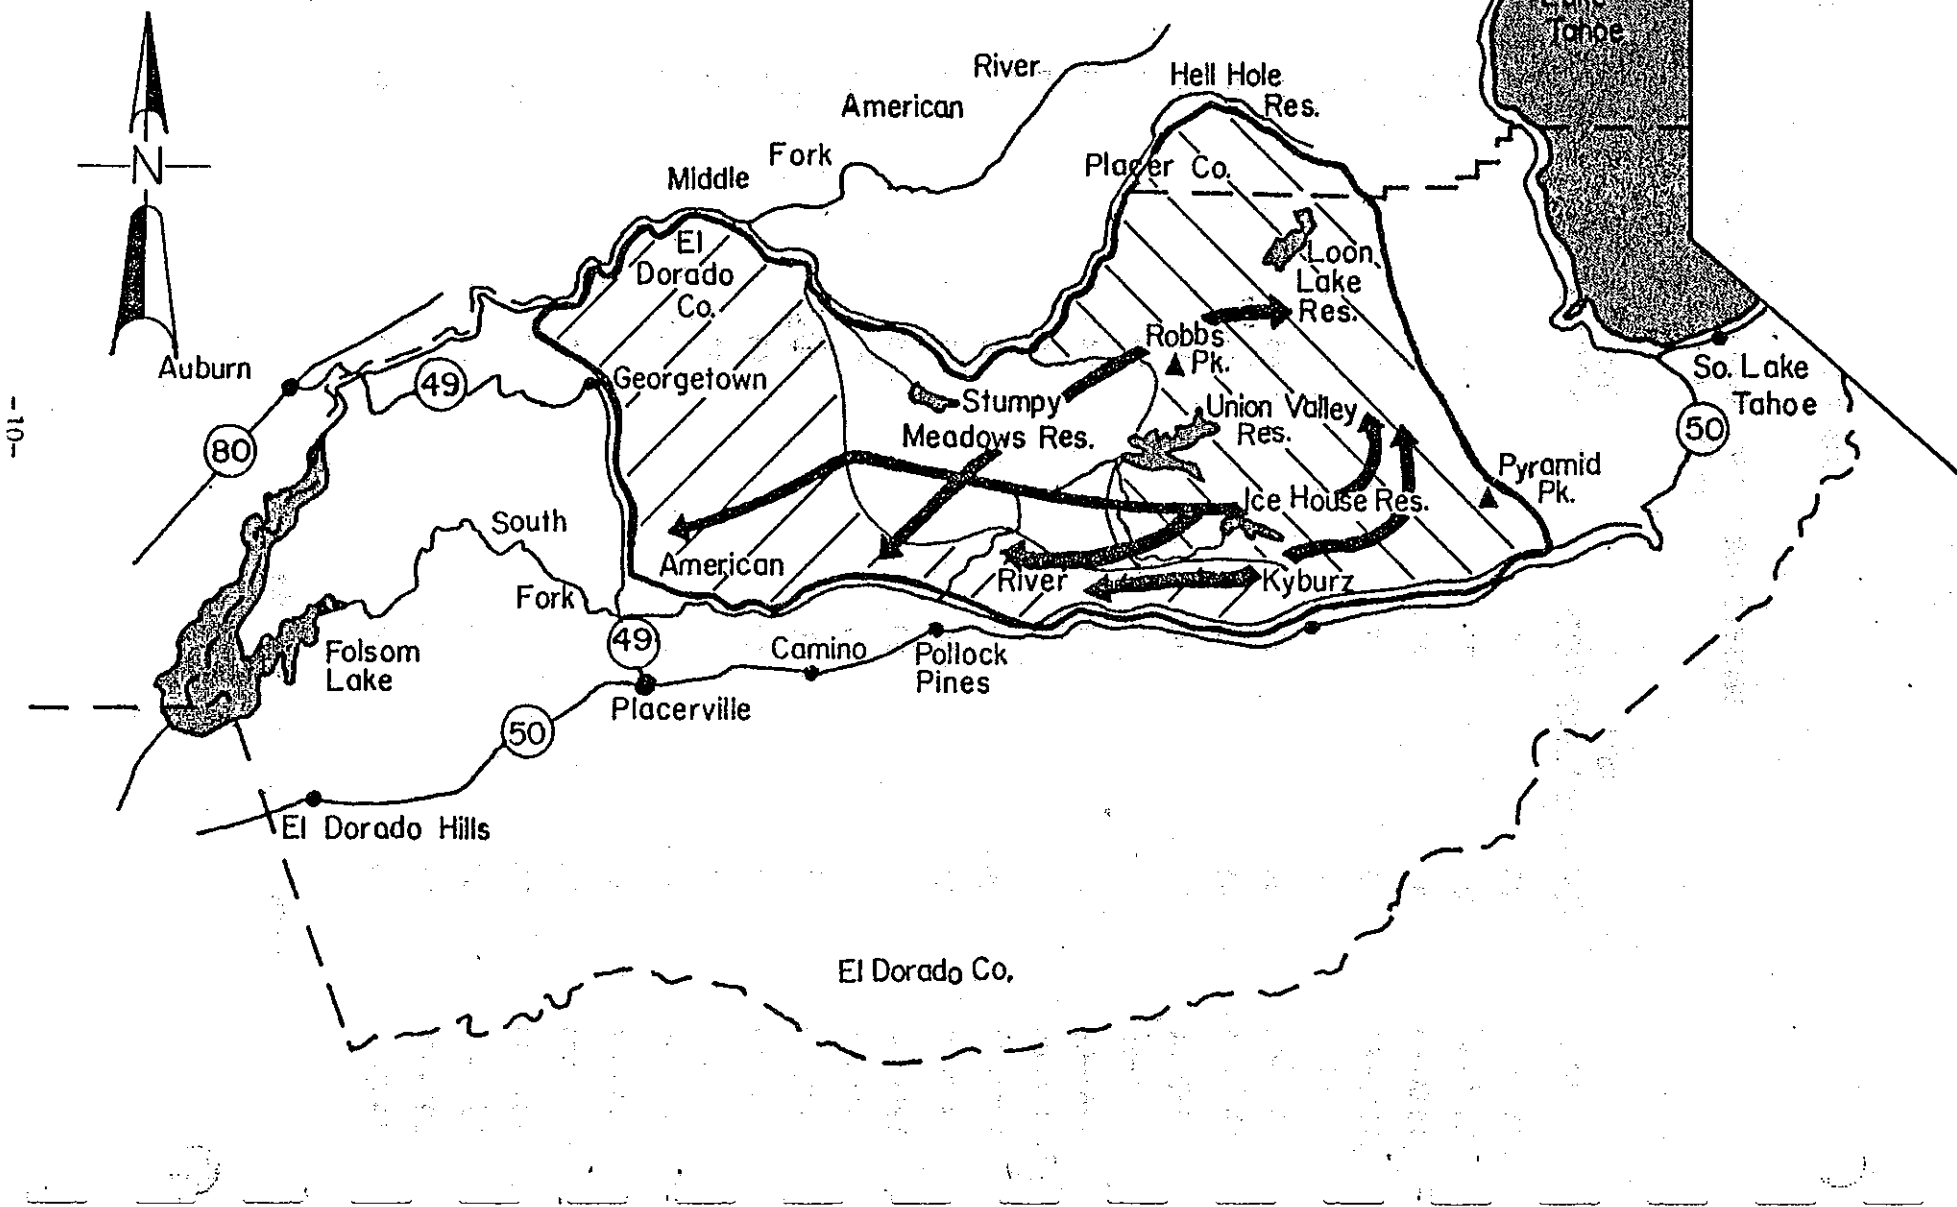 Lake
Tahoe
River
American
Fork
Middle
Hell Hole
Res.
Placer Co.
N
El
Dorado
Co.
Loon
Lake
Res.
Robbs
Pk.
Auburn
49
Georgetown
Stumpy
Meadows Res.
Union Valley
Res.
So. Lake
Tahoe
50
80
-10-
Pyramid
Pk.
Ice House Res.
South
Fork
American
River
Kyburz
49
Folsom
Lake
Camino
Pollock
Pines
Placerville
50
El Dorado Hills
El Dorado Co.